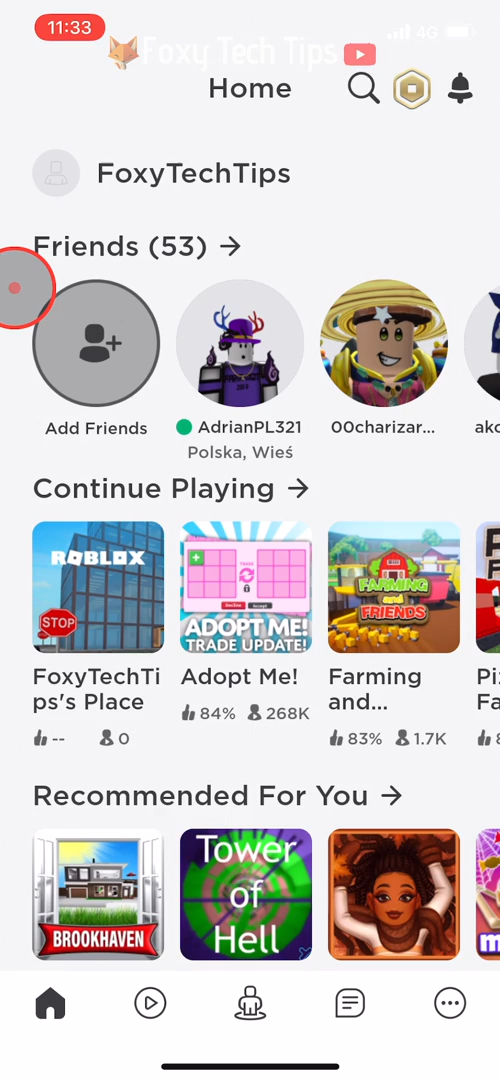 11:33
4G
Foxy Tech Tips
Home
FoxyTechTips
Friends (53) →
Add Friends
AdrianPL321
Polska, Wieś
00charizar...
Continue Playing →
ROBLOX
STOP
ADOPT ME!
TRADE UPDATE!
FARMING
and
FRIENDS
FoxyTechTi
ps's Place
-- 0
Adopt Me!
84% 268K
Farming
and...
83% 1.7K
Recommended For You →
BROOKHAVEN
Tower
of
Hell